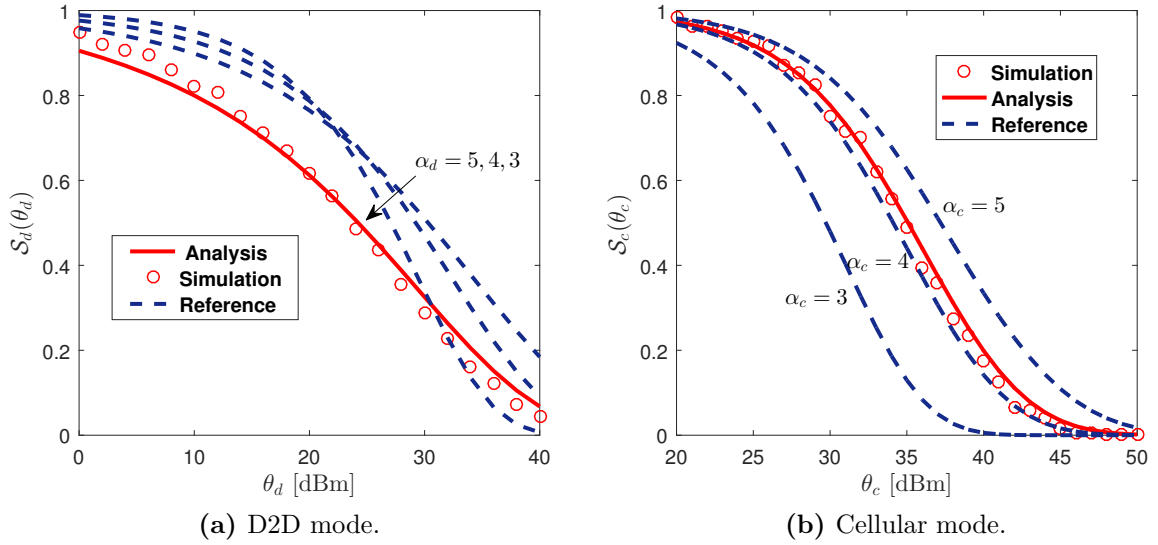 1
0.8
0.6
0.4
0.2
0
S_d(θ_d)
α_d = 5, 4, 3
Analysis
Simulation
Reference
0 10 20 30 40
θ_d [dBm]
(a) D2D mode.
1
0.8
0.6
0.4
0.2
0
S_c(θ_c)
Simulation
Analysis
Reference
α_c = 5
α_c = 4
α_c = 3
20 25 30 35 40 45 50
θ_c [dBm]
(b) Cellular mode.